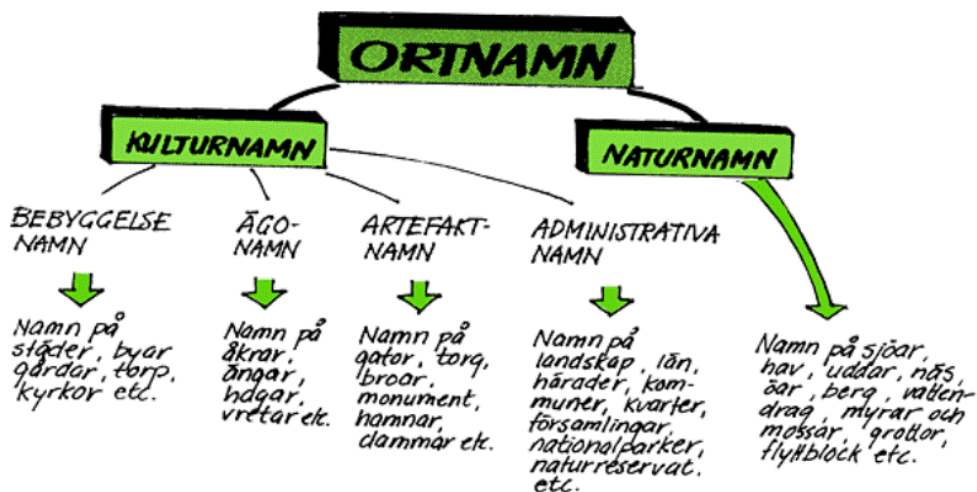 ORTNAMN
KULTURNAMN
NATURNAMN
BEBYGGELSE
NAMN
ÄGO-
NAMN
ARTEFAKT-
NAMN
ADMINISTRATIVA
NAMN
Namn på
städer, byar
gårdar, torp,
kyrkor etc.
Namn på
åkrar,
ängar,
hagar,
vretar etc.
Namn på
gator, torg,
broar,
monument,
hamnar,
dammar etc.
Namn på
landskap, län,
härader, kom-
muner, kvarter,
församlingar,
nationalparker,
naturreservat.
etc.
Namn på sjöar,
hav, uddar, näs,
öar, berg, vatten-
drag, myrar och
mossar, grottor,
flyttblock etc.